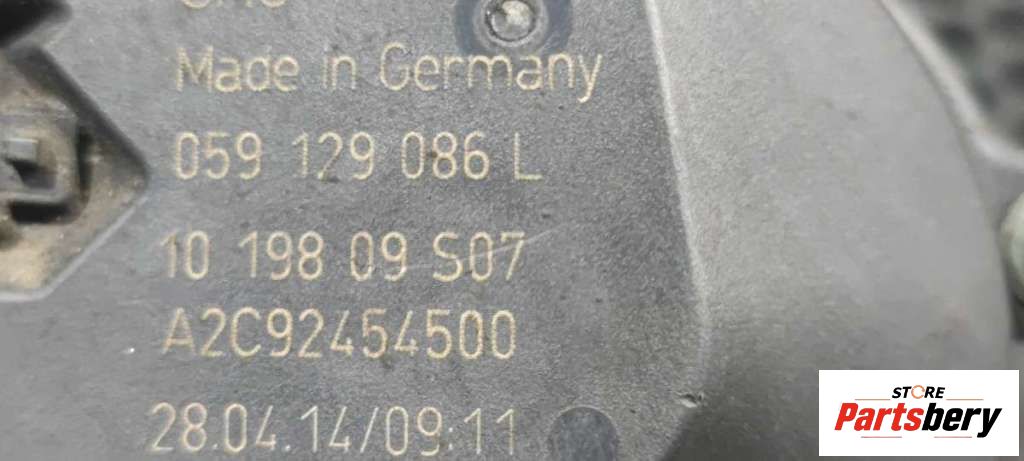 Made in Germany
059 129 086 L
10 198 09 S07
A2C92454500
28.04.14/09:11
STORE
Partsbery